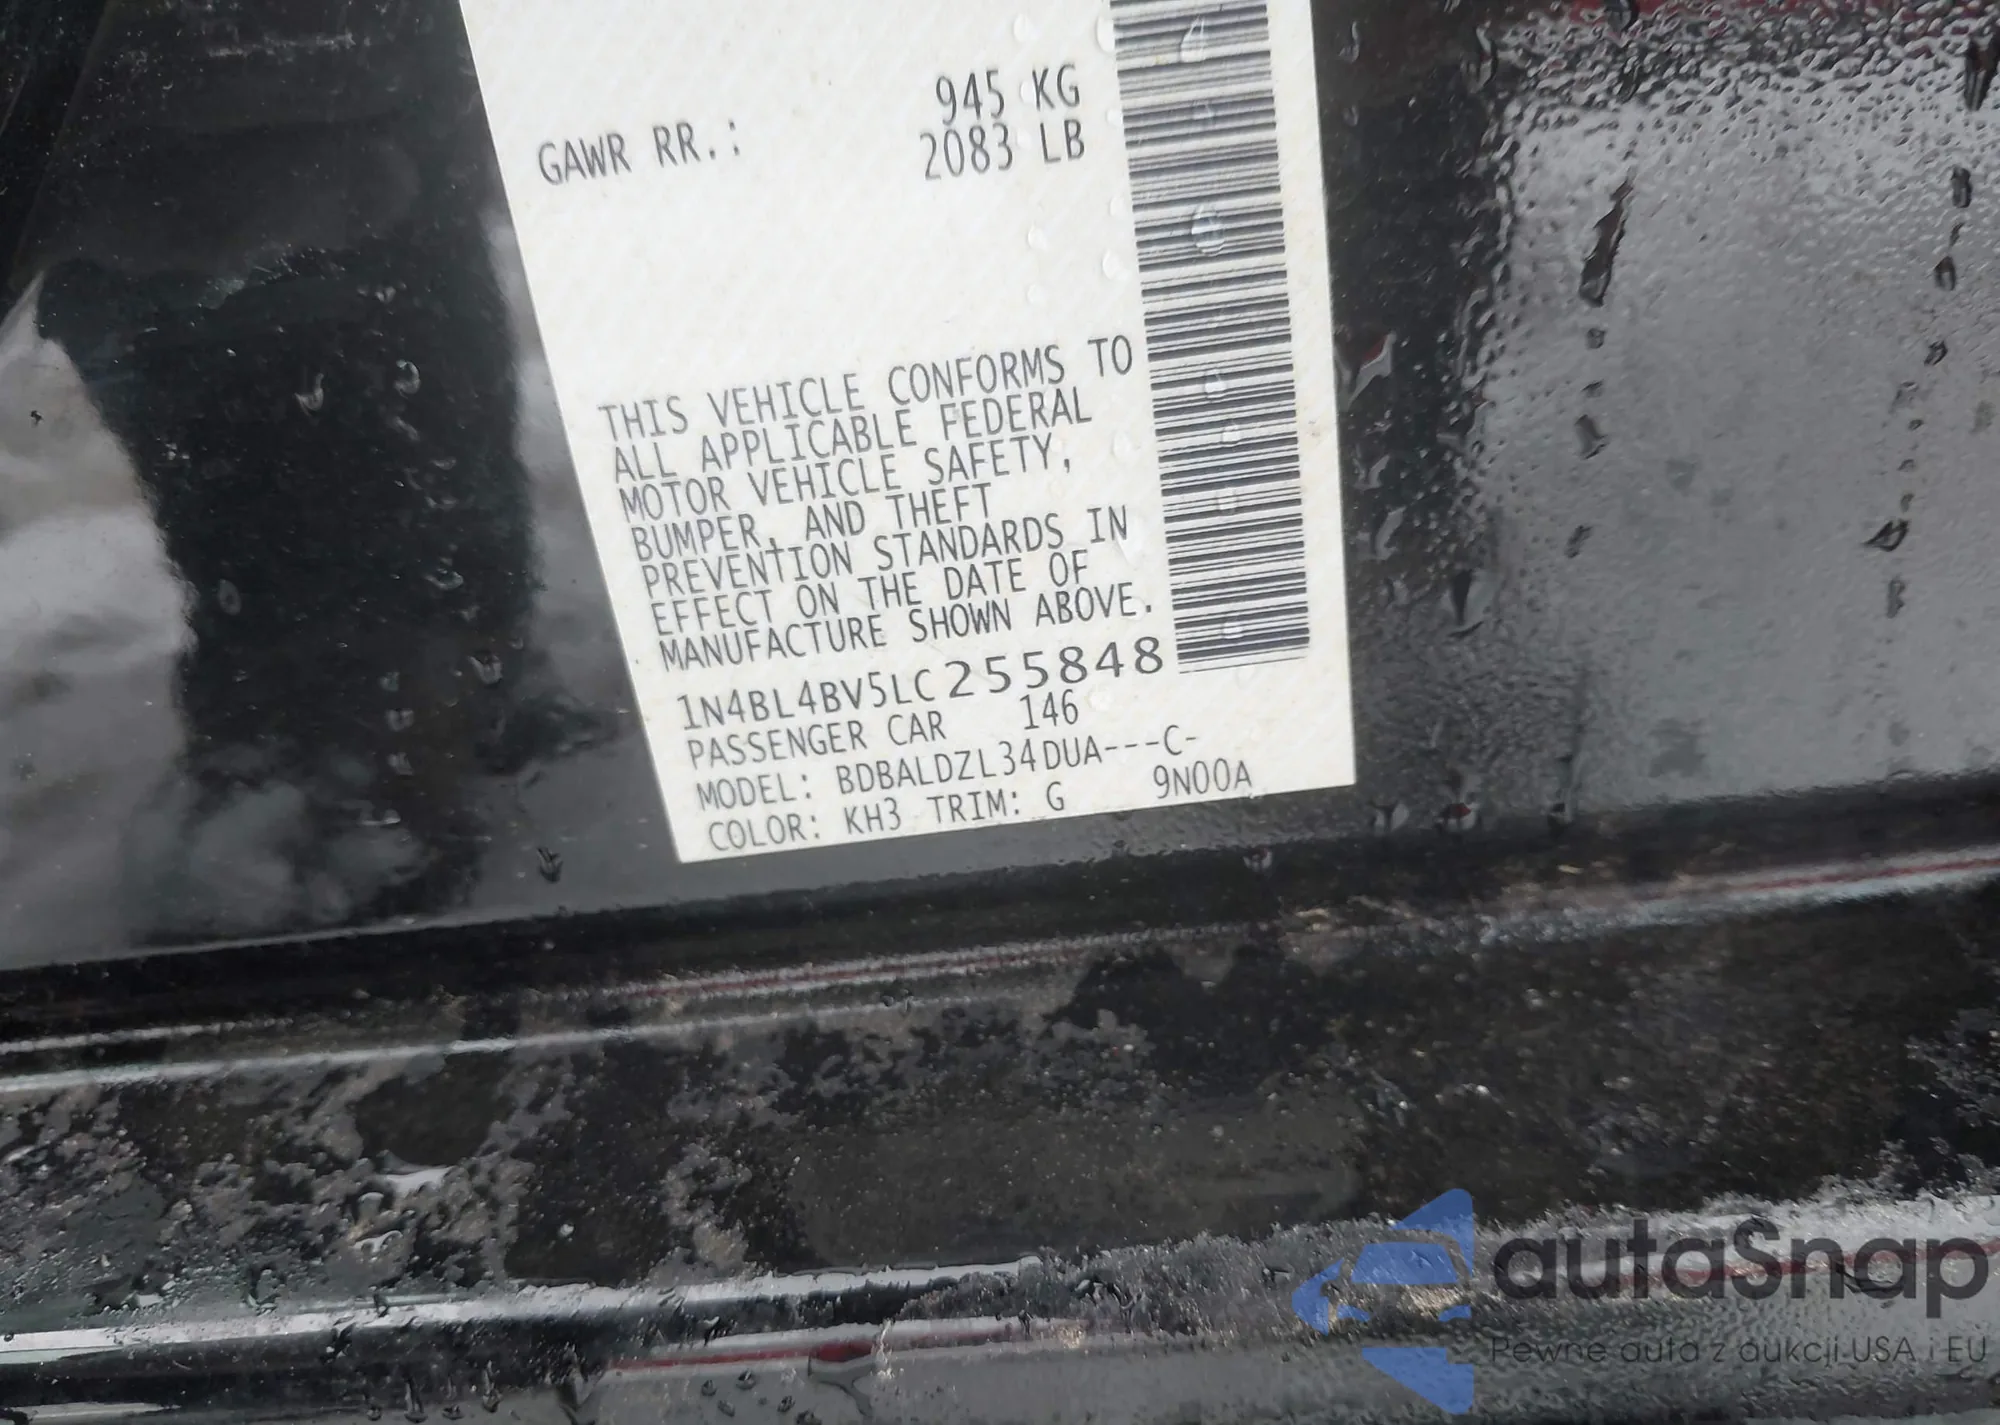 945 KG
GAWR RR.: 2083 LB
THIS VEHICLE CONFORMS TO
ALL APPLICABLE FEDERAL
MOTOR VEHICLE SAFETY,
BUMPER, AND THEFT
PREVENTION STANDARDS IN
EFFECT ON THE DATE OF
MANUFACTURE SHOWN ABOVE.
1N4BL4BV5LC255848
PASSENGER CAR 146
MODEL: BDBALDZL34DUA---C-
COLOR: KH3 TRIM: G 9N00A
autaSnap
Pewne auta z aukcji USA i EU